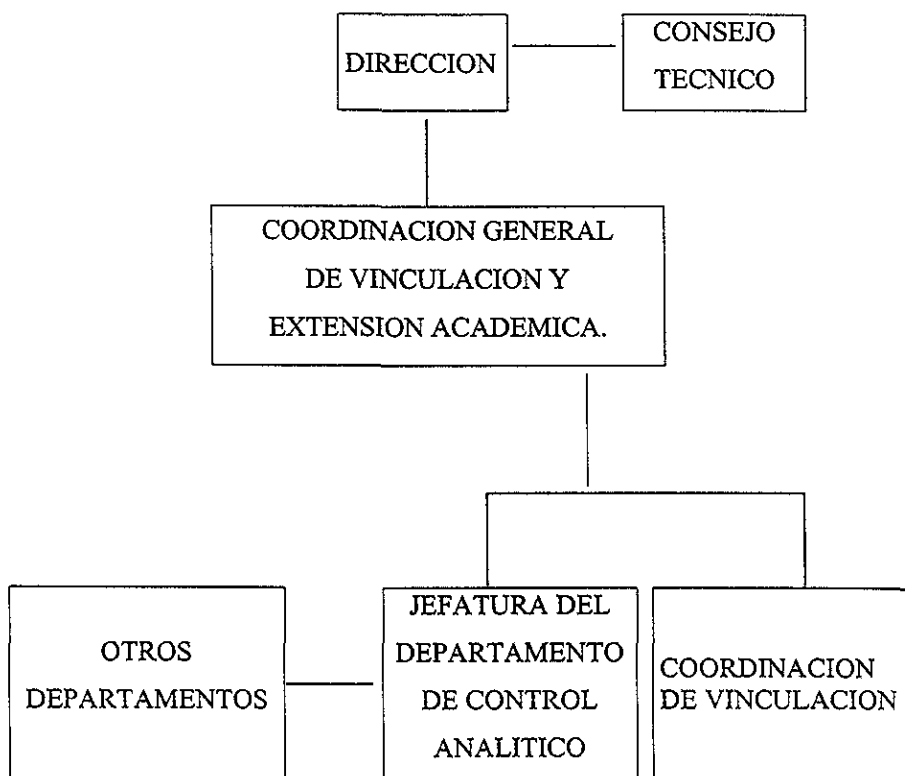 DIRECCION
CONSEJO
TECNICO
COORDINACION GENERAL
DE VINCULACION Y
EXTENSION ACADEMICA.
OTROS
DEPARTAMENTOS
JEFATURA DEL
DEPARTAMENTO
DE CONTROL
ANALITICO
COORDINACION
DE VINCULACION